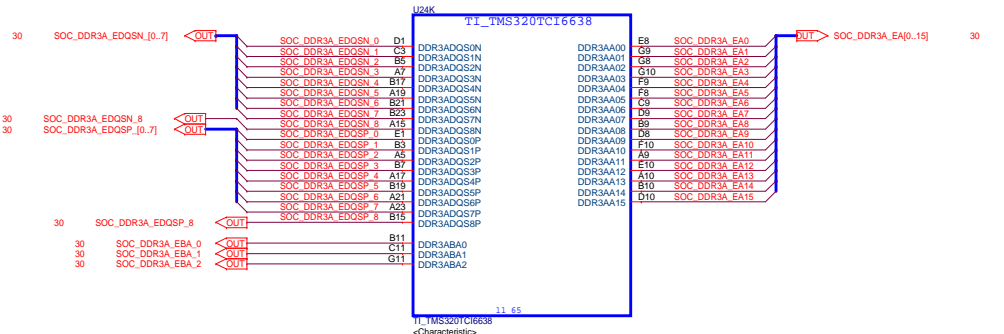 U24K
TI_TMS320TCI6638
30 SOC_DDR3A_EDQSN_[0..7] OUT
OUT SOC_DDR3A_EA[0..15] 30
SOC_DDR3A_EDQSN_0 D1 DDR3ADQS0N DDR3AA00 E8 SOC_DDR3A_EA0
SOC_DDR3A_EDQSN_1 C3 DDR3ADQS1N DDR3AA01 G9 SOC_DDR3A_EA1
SOC_DDR3A_EDQSN_2 B5 DDR3ADQS2N DDR3AA02 G8 SOC_DDR3A_EA2
SOC_DDR3A_EDQSN_3 A7 DDR3ADQS3N DDR3AA03 G10 SOC_DDR3A_EA3
SOC_DDR3A_EDQSN_4 B17 DDR3ADQS4N DDR3AA04 F9 SOC_DDR3A_EA4
SOC_DDR3A_EDQSN_5 A19 DDR3ADQS5N DDR3AA05 F8 SOC_DDR3A_EA5
SOC_DDR3A_EDQSN_6 B21 DDR3ADQS6N DDR3AA06 C9 SOC_DDR3A_EA6
SOC_DDR3A_EDQSN_7 B23 DDR3ADQS7N DDR3AA07 D9 SOC_DDR3A_EA7
30 SOC_DDR3A_EDQSN_8 OUT
SOC_DDR3A_EDQSN_8 A15 DDR3ADQS8N DDR3AA08 B9 SOC_DDR3A_EA8
30 SOC_DDR3A_EDQSP_[0..7] OUT
SOC_DDR3A_EDQSP_0 E1 DDR3ADQS0P DDR3AA09 D8 SOC_DDR3A_EA9
SOC_DDR3A_EDQSP_1 B3 DDR3ADQS1P DDR3AA10 F10 SOC_DDR3A_EA10
SOC_DDR3A_EDQSP_2 A5 DDR3ADQS2P DDR3AA11 A9 SOC_DDR3A_EA11
SOC_DDR3A_EDQSP_3 B7 DDR3ADQS3P DDR3AA12 E10 SOC_DDR3A_EA12
SOC_DDR3A_EDQSP_4 A17 DDR3ADQS4P DDR3AA13 A10 SOC_DDR3A_EA13
SOC_DDR3A_EDQSP_5 B19 DDR3ADQS5P DDR3AA14 B10 SOC_DDR3A_EA14
SOC_DDR3A_EDQSP_6 A21 DDR3ADQS6P DDR3AA15 D10 SOC_DDR3A_EA15
SOC_DDR3A_EDQSP_7 A23 DDR3ADQS7P
SOC_DDR3A_EDQSP_8 B15 DDR3ADQS8P
30 SOC_DDR3A_EDQSP_8 OUT
30 SOC_DDR3A_EBA_0 OUT B11 DDR3ABA0
30 SOC_DDR3A_EBA_1 OUT C11 DDR3ABA1
30 SOC_DDR3A_EBA_2 OUT G11 DDR3ABA2
11 65
TI_TMS320TCI6638
<Characteristic>